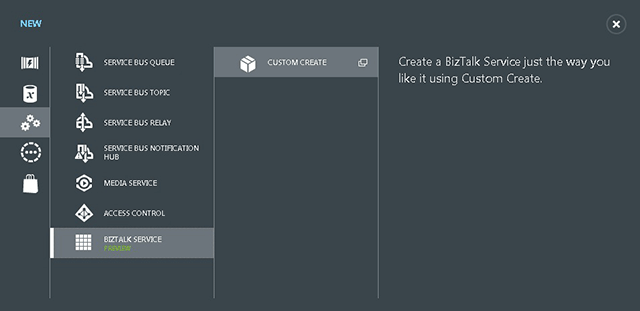 NEW
SERVICE BUS QUEUE
SERVICE BUS TOPIC
SERVICE BUS RELAY
SERVICE BUS NOTIFICATION
HUB
MEDIA SERVICE
ACCESS CONTROL
BIZTALK SERVICE
PREVIEW
CUSTOM CREATE
Create a BizTalk Service just the way you
like it using Custom Create.